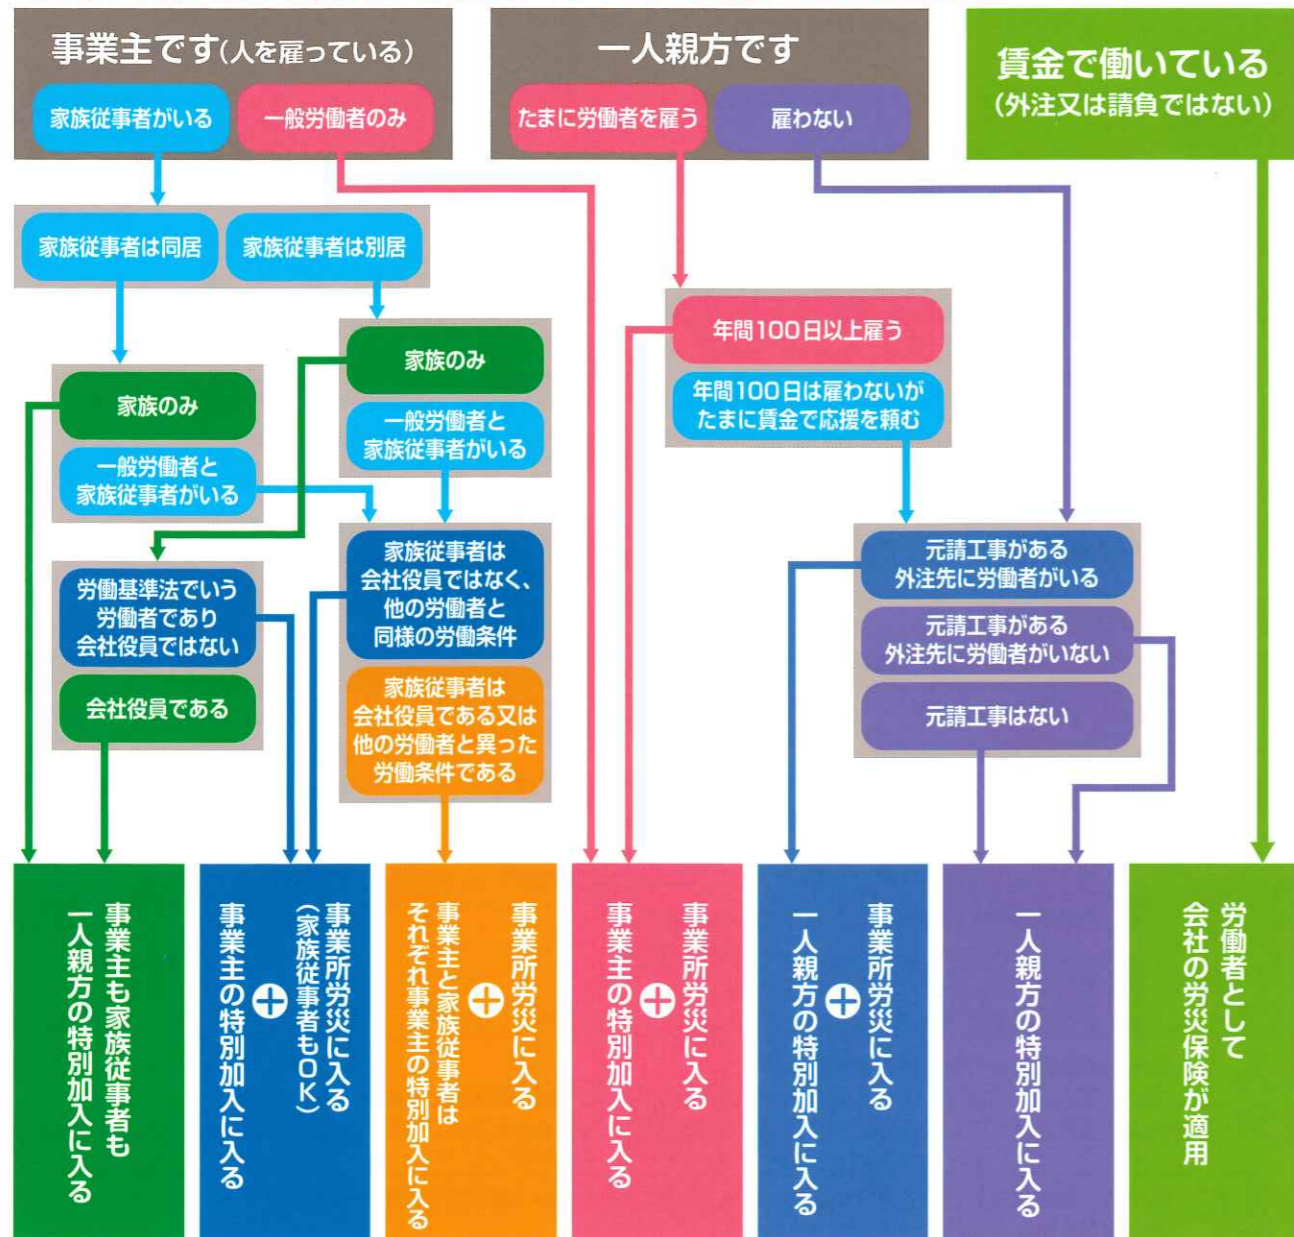 事業主です(人を雇っている)
家族従事者がいる
一般労働者のみ
一人親方です
たまに労働者を雇う
雇わない
賃金で働いている
(外注又は請負ではない)
家族従事者は同居
家族従事者は別居
家族のみ
一般労働者と
家族従事者がいる
家族のみ
一般労働者と
家族従事者がいる
年間100日以上雇う
年間100日は雇わないが
たまに賃金で応援を頼む
労働基準法でいう
労働者であり
会社役員ではない
会社役員である
家族従事者は
会社役員ではなく、
他の労働者と
同様の労働条件
家族従事者は
会社役員である又は
他の労働者と異った
労働条件である
元請工事がある
外注先に労働者がいる
元請工事がある
外注先に労働者がいない
元請工事はない
事業主も家族従事者も
一人親方の特別加入に入る
事業所労災に入る
(家族従事者もOK)
+
事業主の特別加入に入る
事業所労災に入る
+
事業主と家族従事者は
それぞれ事業主の特別加入に入る
事業所労災に入る
+
事業主の特別加入に入る
事業所労災に入る
+
一人親方の特別加入に入る
一人親方の特別加入に入る
労働者として
会社の労災保険が適用